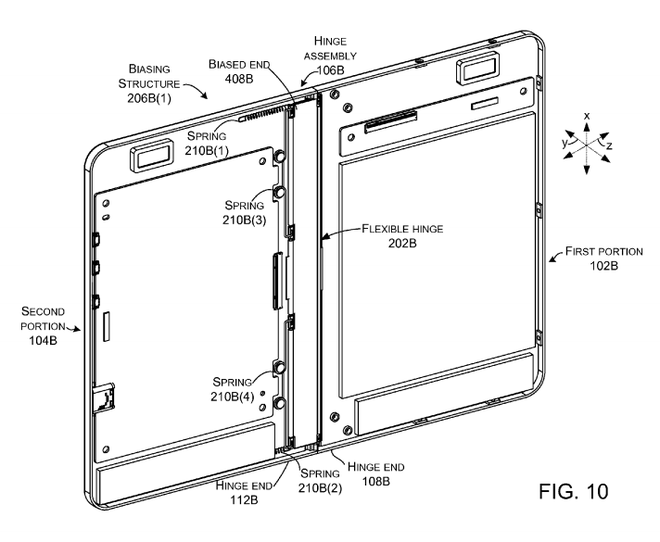 HINGE
ASSEMBLY
106B
BIASED END
408B
BIASING
STRUCTURE
206B(1)
SPRING
210B(1)
x
y
z
SPRING
210B(3)
FLEXIBLE HINGE
202B
FIRST PORTION
102B
SECOND
PORTION
104B
SPRING
210B(4)
HINGE END
108B
SPRING
210B(2)
HINGE END
112B
FIG. 10